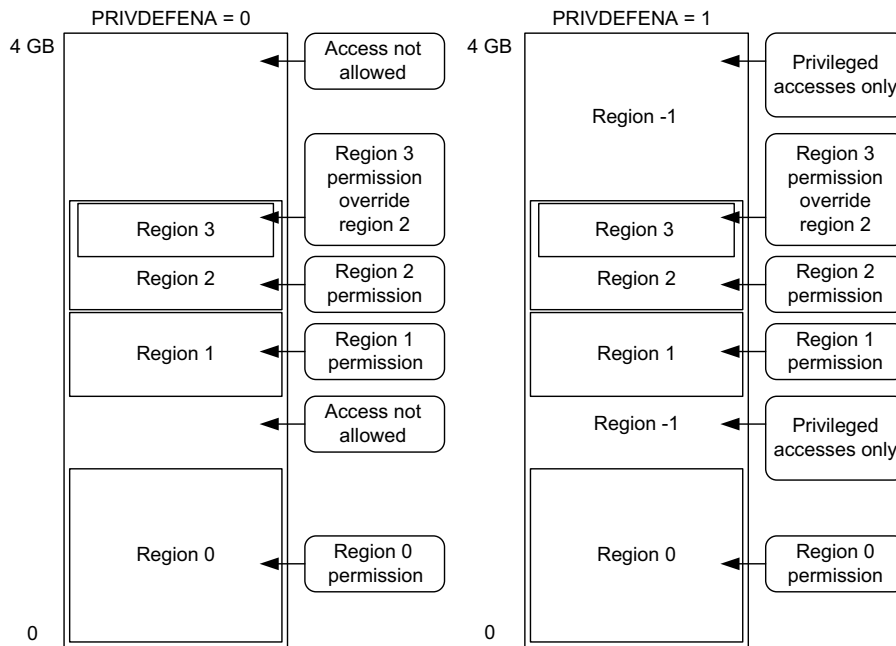 PRIVDEFENA = 0
4 GB
Access not
allowed
Region 3
permission
override
region 2
Region 3
Region 2
Region 2
permission
Region 1
Region 1
permission
Access not
allowed
Region 0
Region 0
permission
0
PRIVDEFENA = 1
4 GB
Privileged
accesses only
Region -1
Region 3
permission
override
region 2
Region 3
Region 2
Region 2
permission
Region 1
Region 1
permission
Region -1
Privileged
accesses only
Region 0
Region 0
permission
0